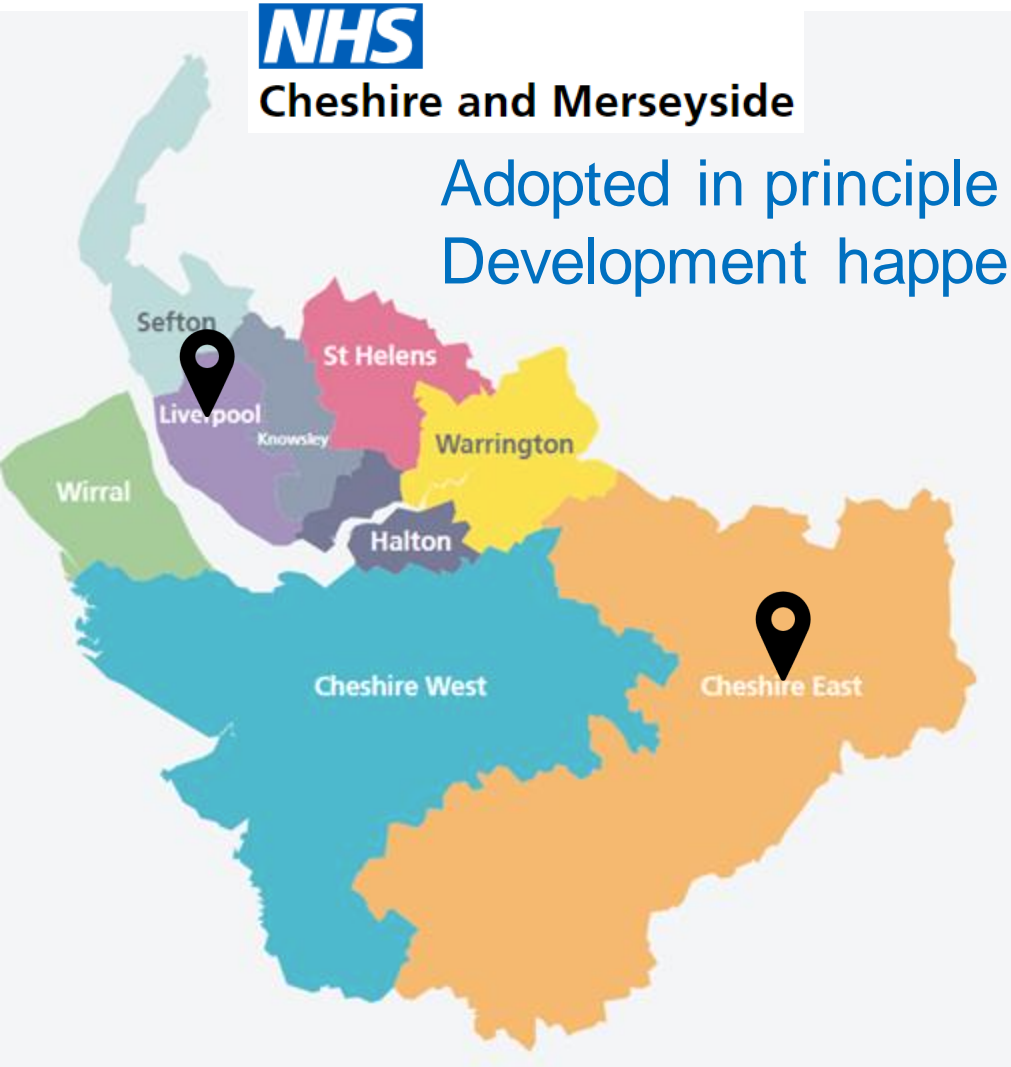 NHS
Cheshire and Merseyside
Adopted in principle
Development happe
Sefton
St Helens
Liverpool
Knowsley
Warrington
Wirral
Halton
Cheshire West
Cheshire East